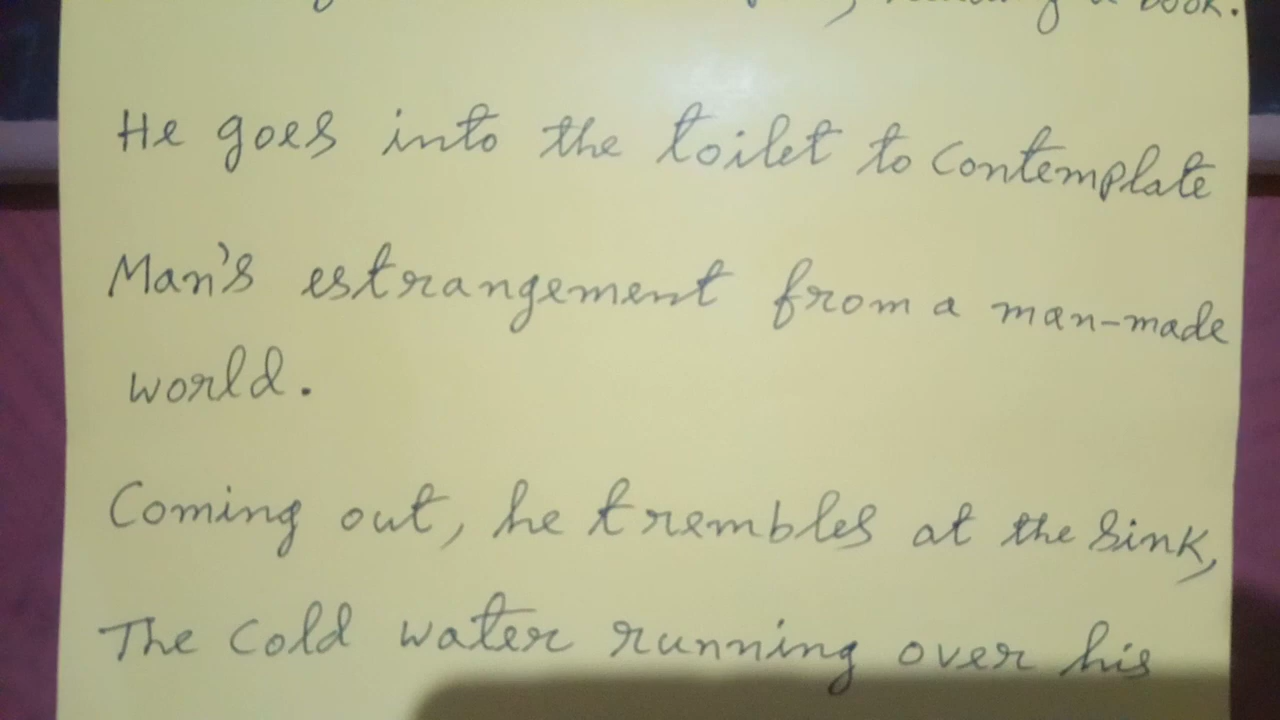 a book.
He goes into the toilet to contemplate
Man's estrangement from a man-made
world.
Coming out, he trembles at the sink,
The cold water running over his